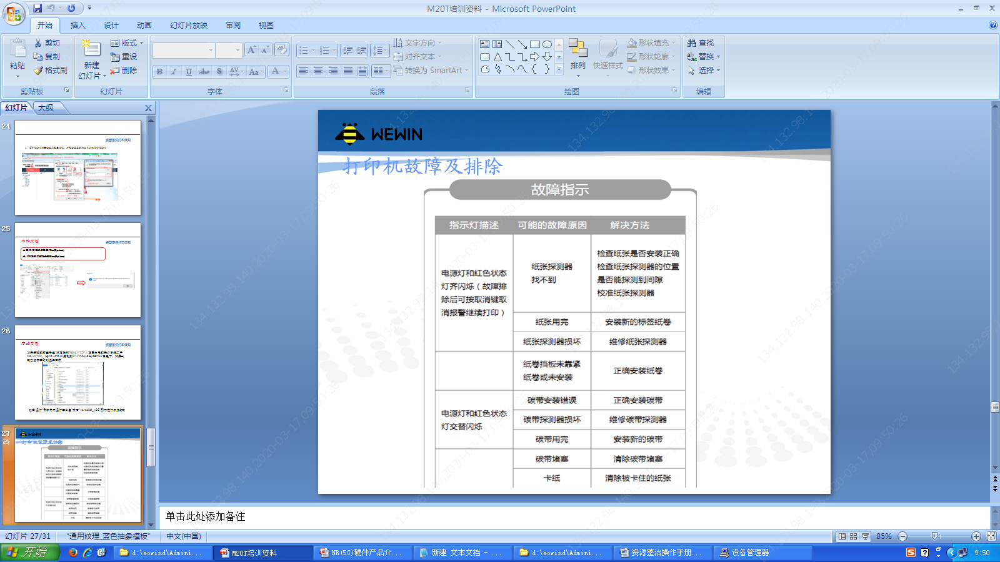 M20T培训资料 - Microsoft PowerPoint
开始 插入 设计 动画 幻灯片放映 审阅 视图
粘贴
剪切
复制
格式刷
剪贴板
新建
幻灯片
版式
重设
删除
幻灯片
字体
文字方向
对齐文本
转换为 SmartArt
段落
排列
快速样式
形状填充
形状轮廓
形状效果
绘图
查找
替换
选择
编辑
幻灯片 大纲
24
25
26
27
WEWIN
打印机故障及排除
故障指示
指示灯描述 可能的故障原因 解决方法
电源灯和红色状态
灯齐闪烁（故障排
除后可按取消键取
消报警继续打印）
纸张探测器
找不到
检查纸张是否安装正确
检查纸张探测器的位置
是否能探测到间隙
校准纸张探测器
纸张用完 安装新的标签纸卷
纸张探测器损坏 维修纸张探测器
纸卷挡板未靠紧
纸卷或未安装
正确安装纸卷
电源灯和红色状态
灯交替闪烁
碳带安装错误 正确安装碳带
碳带探测器损坏 维修碳带探测器
碳带用完 安装新的碳带
碳带堵塞 清除碳带堵塞
卡纸 清除被卡住的纸张
单击此处添加备注
幻灯片 27/31 “通用纹理_蓝色抽象模板” 中文(中国) 85%
开始 d:\sowind\Admini... M20T培训资料 NR(5G)硬件产品介... 新建 文本文档 - ... d:\sowind\Admini... 资源整治操作手册... 设备管理器 9:50
134.132.98.140,2020-03-17,09:50:26